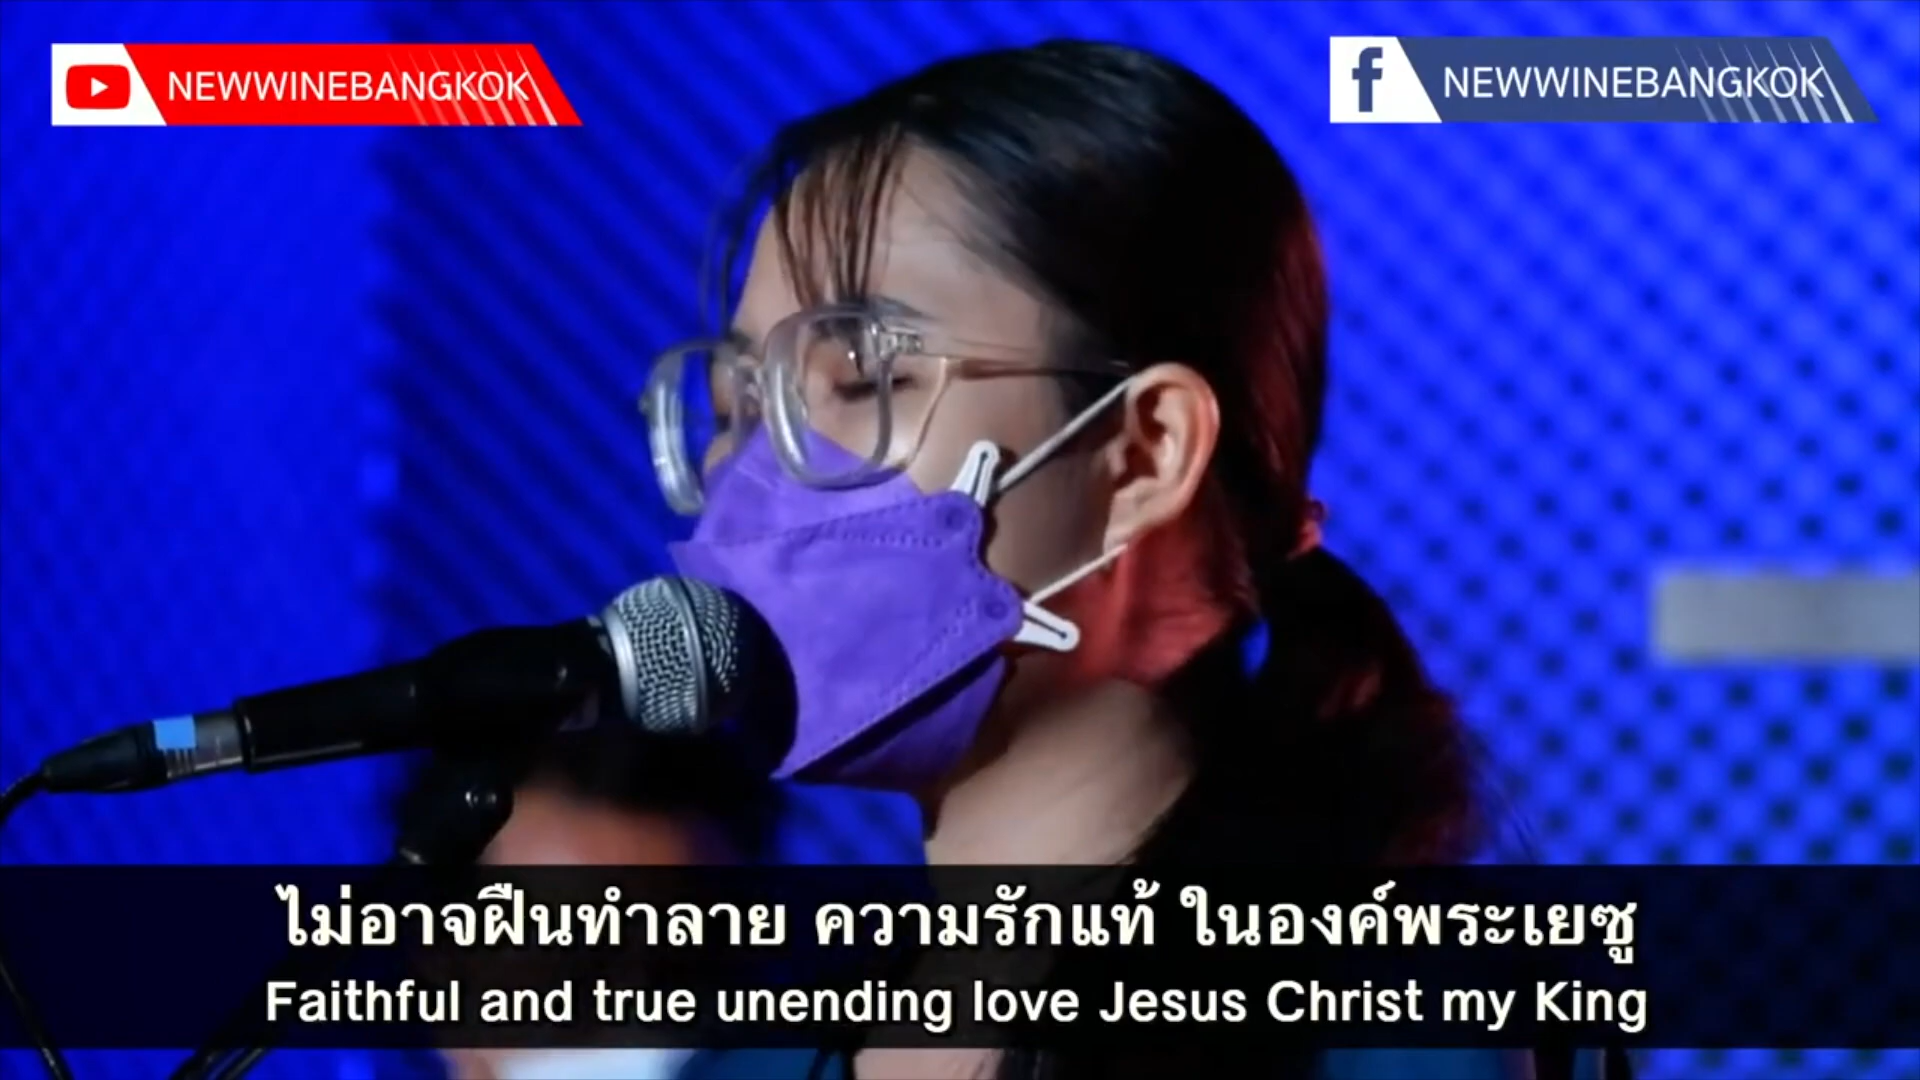 NEWWINEBANGKOK
NEWWINEBANGKOK
ไม่อาจฝืนทำลาย ความรักแท้ ในองค์พระเยซู
Faithful and true unending love Jesus Christ my King